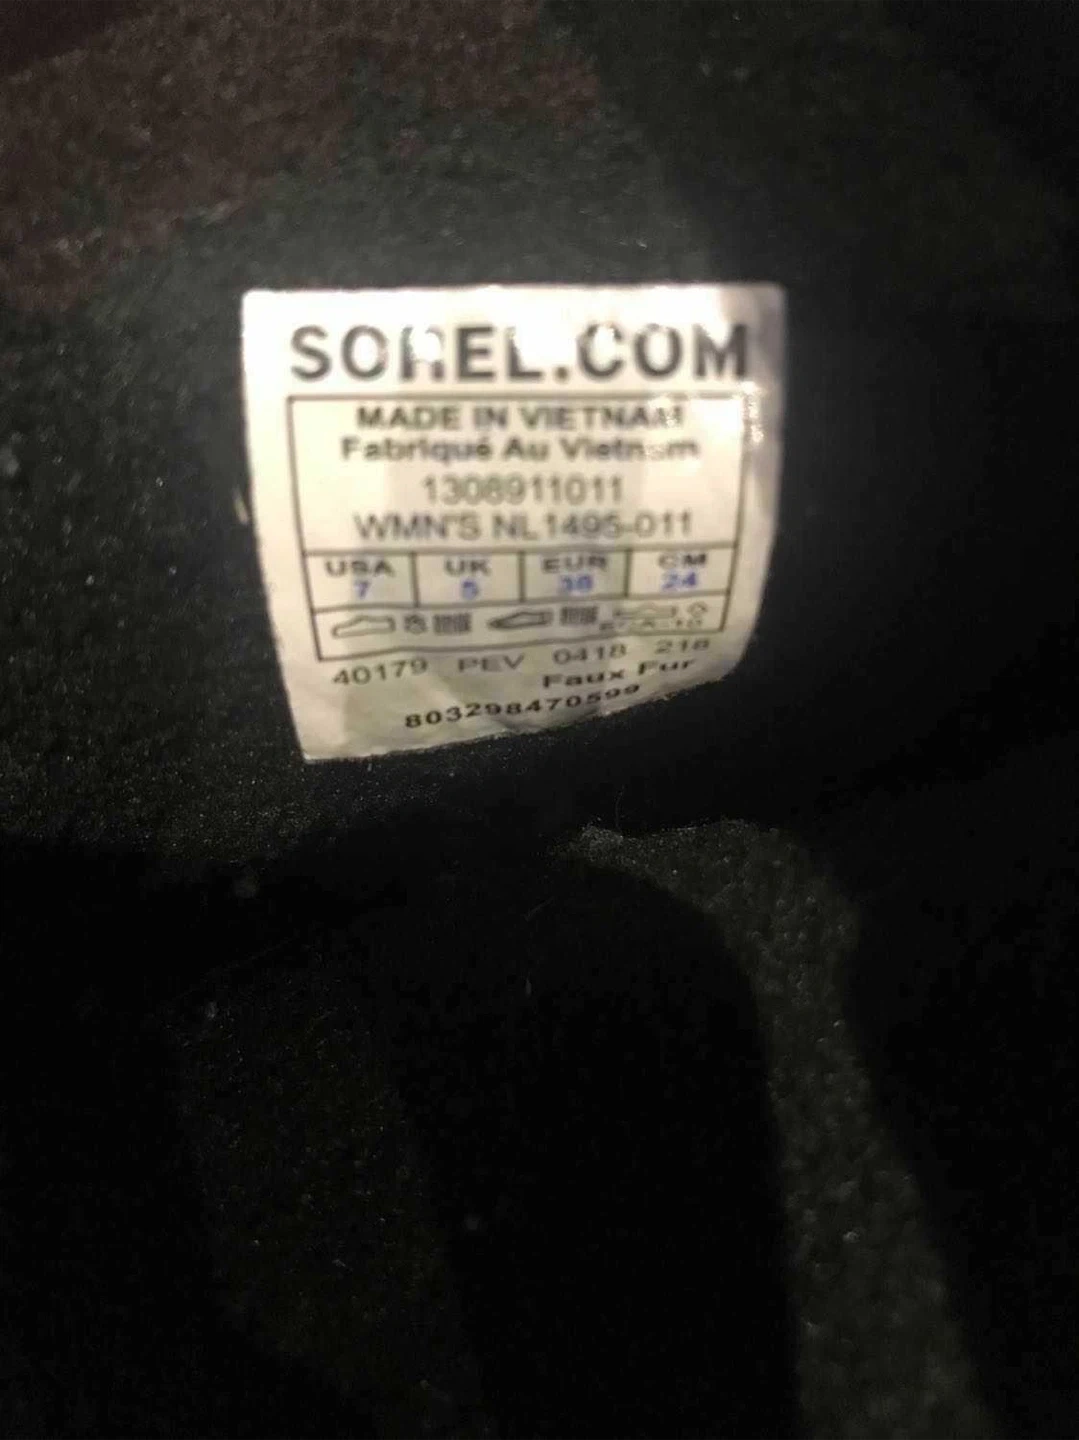 SOREL.COM
MADE IN VIETNAM
Fabriqué Au Vietnam
1308911011
WMN'S NL1495-011
USA UK EUR CM
7 5 38 24
40179 PEV 0418 218
Faux Fur
803298470599